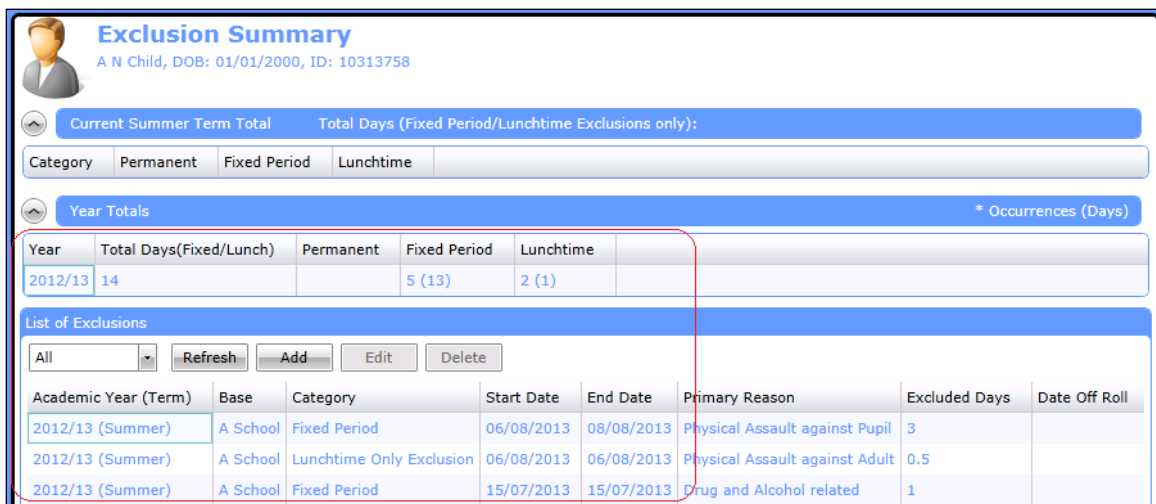 Exclusion Summary
A N Child, DOB: 01/01/2000, ID: 10313758
Current Summer Term Total Total Days (Fixed Period/Lunchtime Exclusions only):
Category Permanent Fixed Period Lunchtime
Year Totals * Occurrences (Days)
Year Total Days(Fixed/Lunch) Permanent Fixed Period Lunchtime
2012/13 14 5 (13) 2 (1)
List of Exclusions
All Refresh Add Edit Delete
Academic Year (Term) Base Category Start Date End Date Primary Reason Excluded Days Date Off Roll
2012/13 (Summer) A School Fixed Period 06/08/2013 08/08/2013 Physical Assault against Pupil 3
2012/13 (Summer) A School Lunchtime Only Exclusion 06/08/2013 06/08/2013 Physical Assault against Adult 0.5
2012/13 (Summer) A School Fixed Period 15/07/2013 15/07/2013 Drug and Alcohol related 1